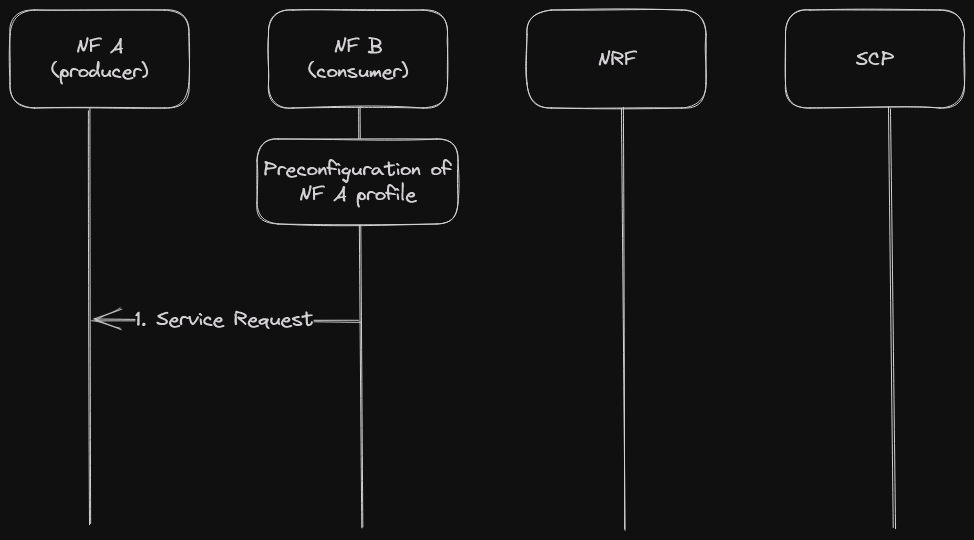 NF A
(producer)
NF B
(consumer)
NRF
SCP
Preconfiguration of
NF A profile
1. Service Request